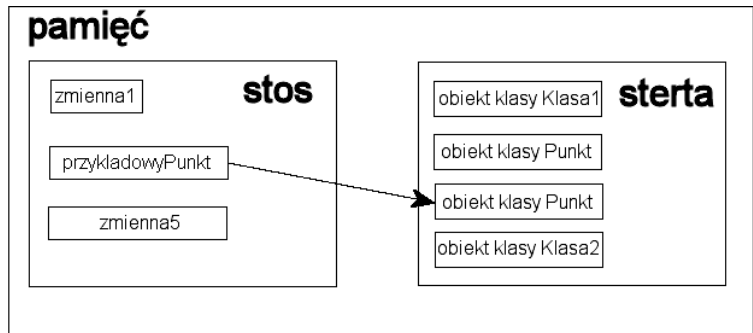 pamięć
stos
zmienna1
przykladowyPunkt
zmienna5
sterta
obiekt klasy Klasa1
obiekt klasy Punkt
obiekt klasy Punkt
obiekt klasy Klasa2